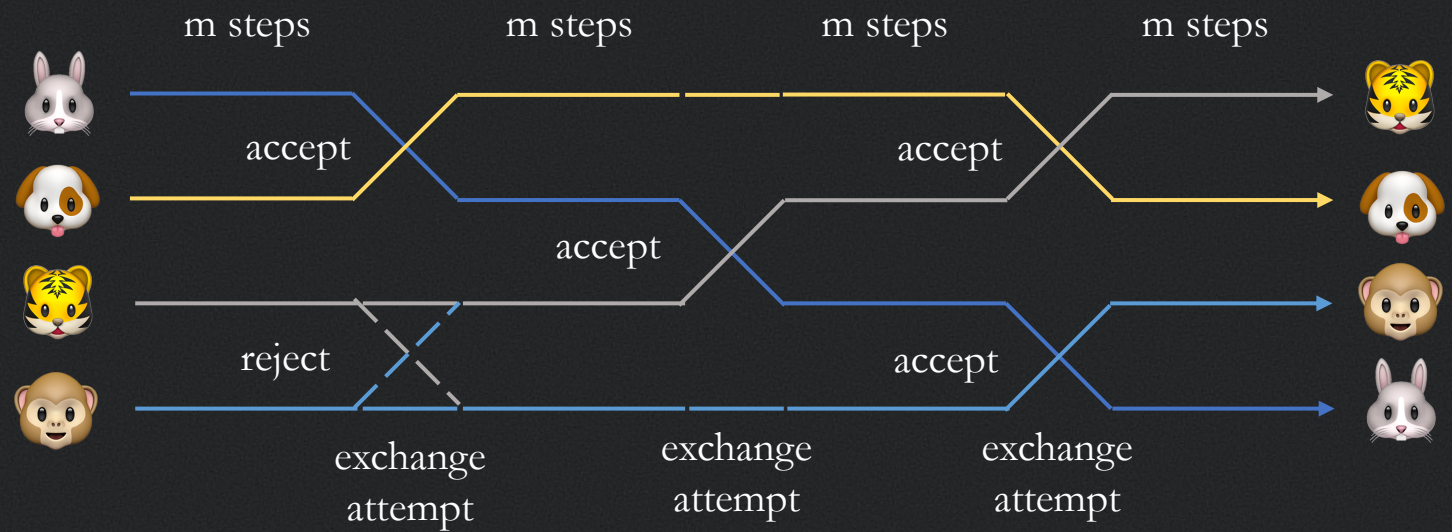 m steps
m steps
m steps
m steps
accept
accept
accept
reject
accept
exchange
attempt
exchange
attempt
exchange
attempt